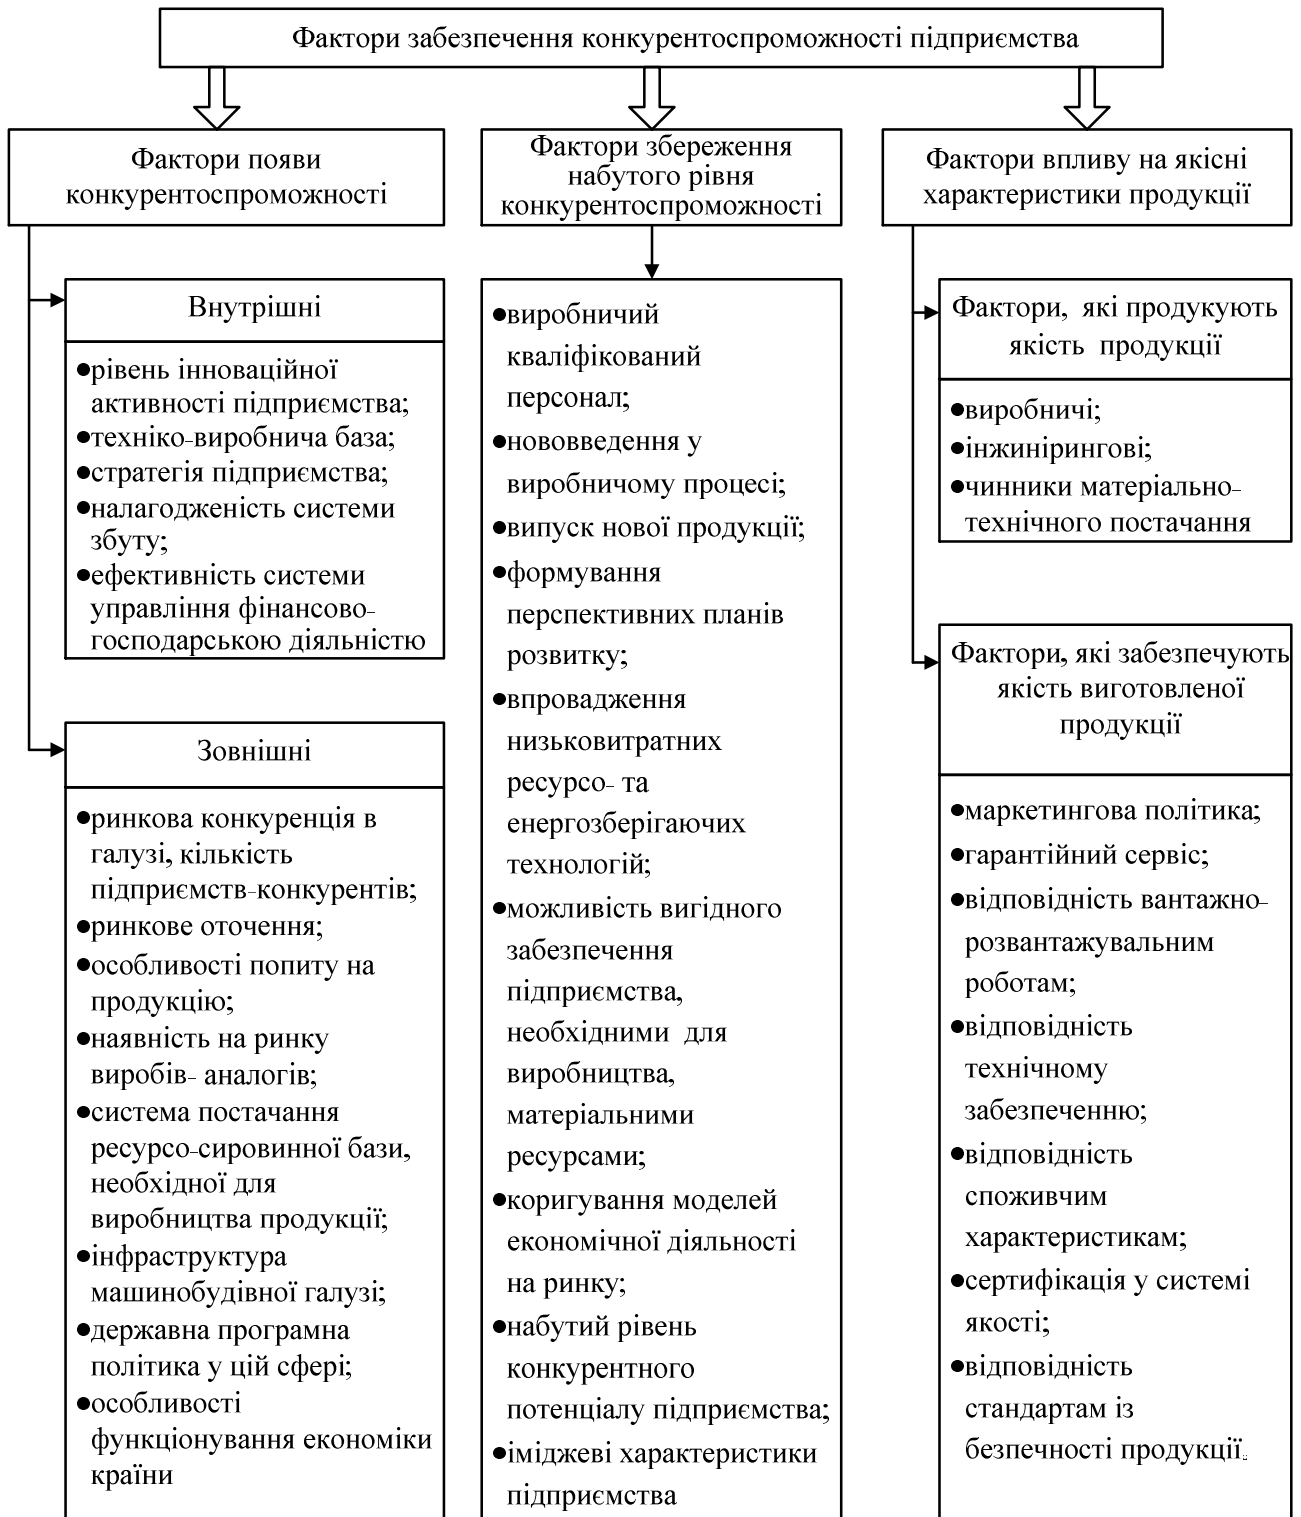 Фактори забезпечення конкурентоспроможності підприємства
Фактори появи
конкурентоспроможності
Внутрішні
●рівень інноваційної
активності підприємства;
●техніко-виробнича база;
●стратегія підприємства;
●налагодженість системи
збуту;
●ефективність системи
управління фінансово-
господарською діяльністю
Зовнішні
●ринкова конкуренція в
галузі, кількість
підприємств-конкурентів;
●ринкове оточення;
●особливості попиту на
продукцію;
●наявність на ринку
виробів- аналогів;
●система постачання
ресурсо-сировинної бази,
необхідної для
виробництва продукції;
●інфраструктура
машинобудівної галузі;
●державна програмна
політика у цій сфері;
●особливості
функціонування економіки
країни
Фактори збереження
набутого рівня
конкурентоспроможності
●виробничий
кваліфікований
персонал;
●нововведення у
виробничому процесі;
●випуск нової продукції;
●формування
перспективних планів
розвитку;
●впровадження
низьковитратних
ресурсо- та
енергозберігаючих
технологій;
●можливість вигідного
забезпечення
підприємства,
необхідними для
виробництва,
матеріальними
ресурсами;
●коригування моделей
економічної діяльності
на ринку;
●набутий рівень
конкурентного
потенціалу підприємства;
●іміджеві характеристики
підприємства
Фактори впливу на якісні
характеристики продукції
Фактори, які продукують
якість продукції
●виробничі;
●інжинірингові;
●чинники матеріально-
технічного постачання
Фактори, які забезпечують
якість виготовленої
продукції
●маркетингова політика;
●гарантійний сервіс;
●відповідність вантажно-
розвантажувальним
роботам;
●відповідність
технічному
забезпеченню;
●відповідність
споживчим
характеристикам;
●сертифікація у системі
якості;
●відповідність
стандартам із
безпечності продукції.